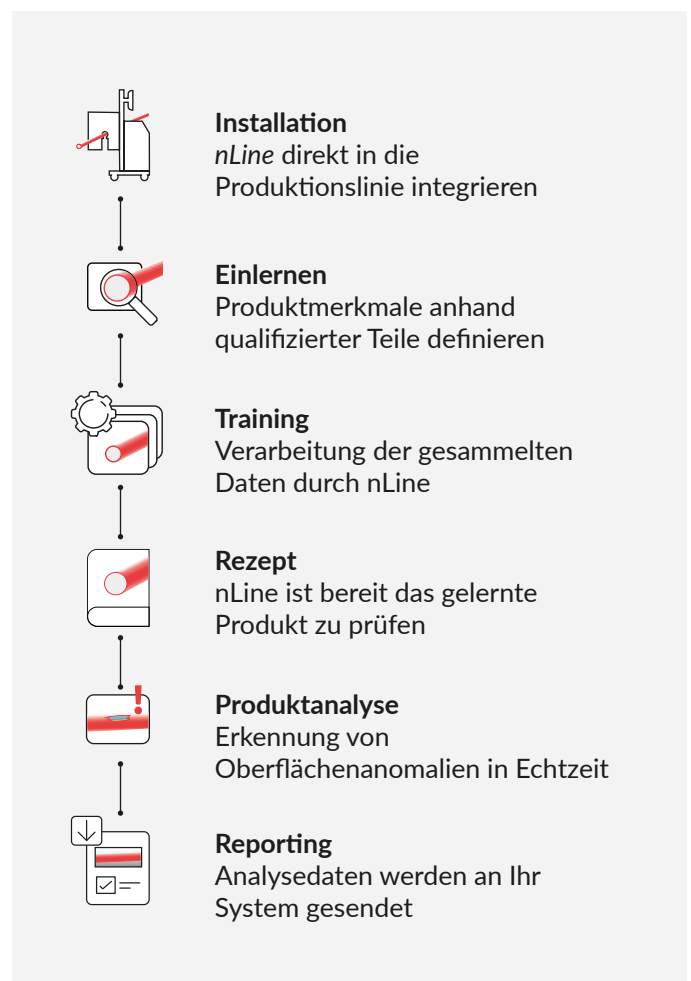 Installation
nLine direkt in die
Produktionslinie integrieren
Einlernen
Produktmerkmale anhand
qualifizierter Teile definieren
Training
Verarbeitung der gesammelten
Daten durch nLine
Rezept
nLine ist bereit das gelernte
Produkt zu prüfen
Produktanalyse
Erkennung von
Oberflächenanomalien in Echtzeit
Reporting
Analysedaten werden an Ihr
System gesendet